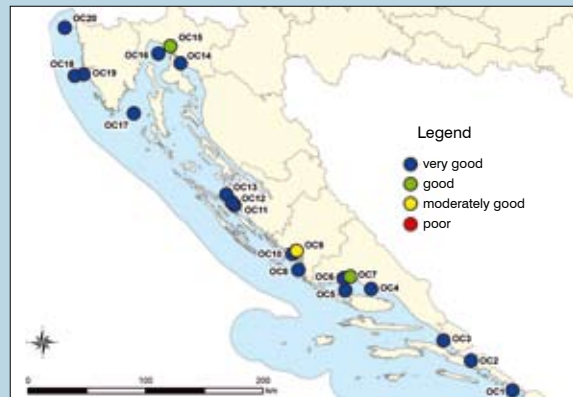 OC20
OC15
OC16
OC14
OC18
OC19
OC17
Legend
very good
good
moderately good
poor
OC13
OC12
OC11
OC9
OC10
OC8
OC6
OC7
OC5
OC4
OC3
OC2
OC1
0 100 200
km